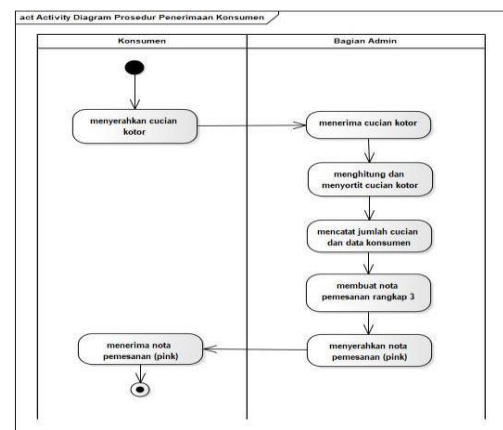 act Activity Diagram Prosedur Penerimaan Konsumen
Konsumen
Bagian Admin
menyerahkan cucian
kotor
menerima cucian kotor
menghitung dan
menyortit cucian kotor
mencatat jumlah cucian
dan data konsumen
membuat nota
pemesanan rangkap 3
menyerahkan nota
pemesanan (pink)
menerima nota
pemesanan (pink)